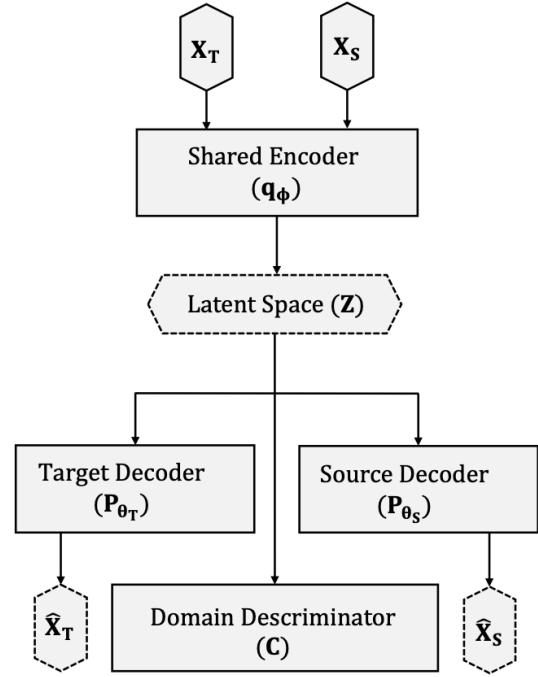 X_T
X_S
Shared Encoder
(q_ϕ)
Latent Space (Z)
Target Decoder
(P_θ_T)
Source Decoder
(P_θ_S)
X̂_T
Domain Descriminator
(C)
X̂_S